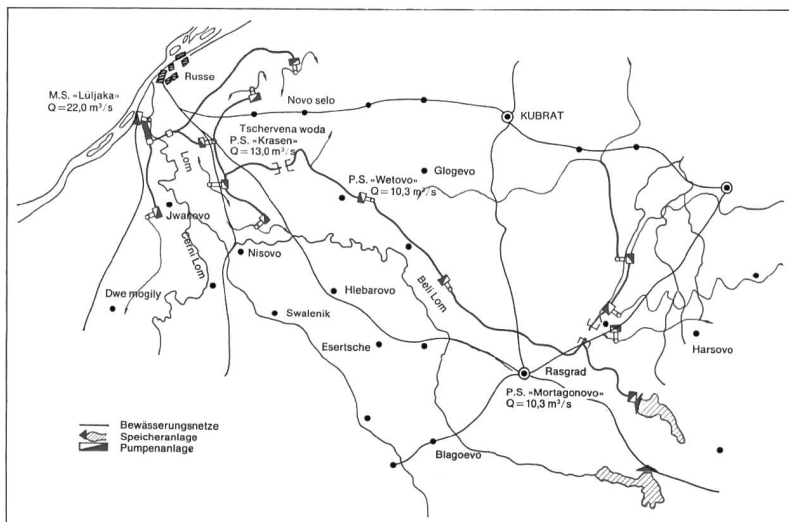 Russe
M.S. «Lüljaka»
Q = 22,0 m³/s
Novo selo
KUBRAT
Tschervena woda
P.S. «Krasen»
Q = 13,0 m³/s
Lom
Glogevo
P.S. «Wetovo»
Q = 10,3 m³/s
Jwanovo
Cerni Lom
Nisovo
Beli Lom
Hlebarovo
Dwe mogily
Swalenik
Esertsche
Harsovo
Rasgrad
P.S. «Mortagonovo»
Q = 10,3 m³/s
Bewässerungsnetze
Speicheranlage
Pumpenanlage
Blagoevo